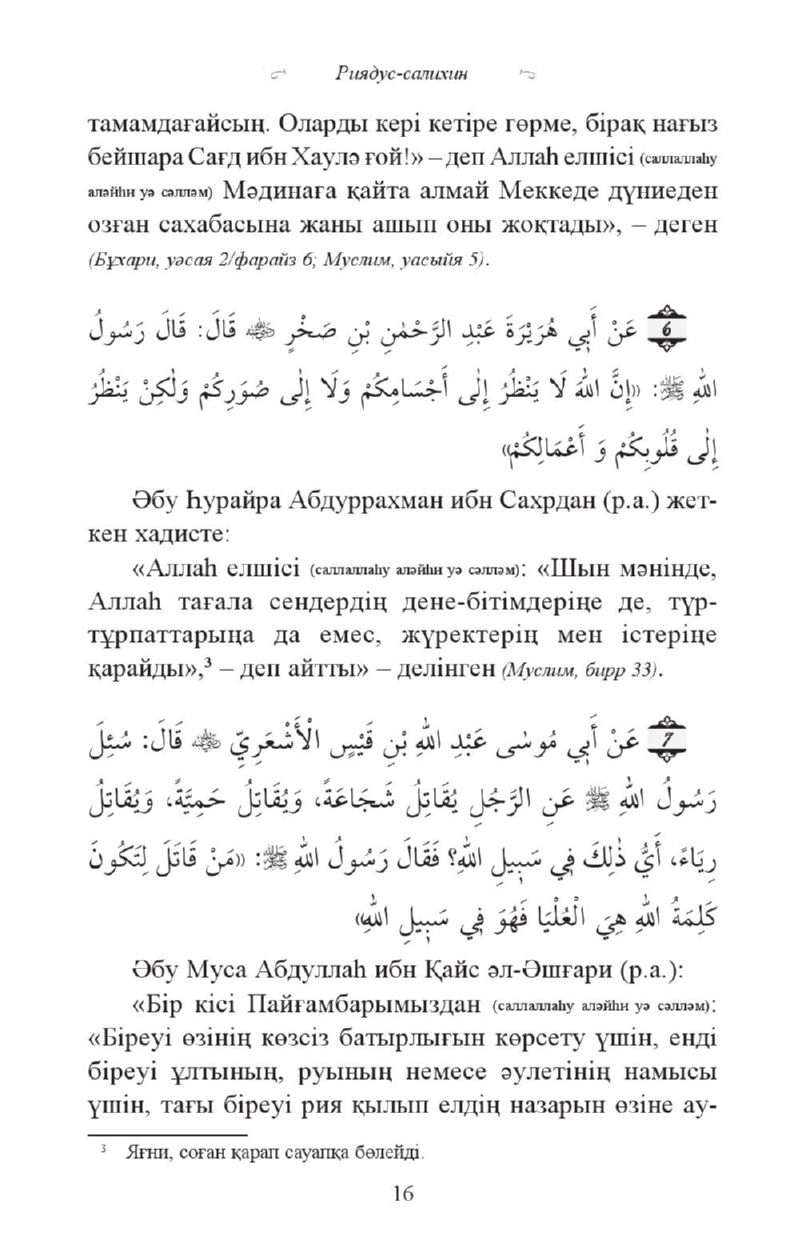 Риядус-салихин
тамамдағайсың. Оларды кері кетіре гөрме, бірақ нағыз
бейшара Сағд ибн Хаулә ғой!» – деп Аллаһ елшісі (саллаллаһу
аләйһи уә сәлләм) Мәдинаға қайта алмай Меккеде дүниеден
озған сахабасына жаны ашып оны жоқтады», – деген
(Бұхари, уәсая 2/фарайз 6; Муслим, уасыйя 5).
6 عَنْ أَبِي هُرَيْرَةَ عَبْدِ الرَّحْمٰنِ بْنِ صَخْرٍ ﷺ قَالَ: قَالَ رَسُولُ
اللهِ ﷺ: «إِنَّ اللهَ لَا يَنْظُرُ إِلٰى أَجْسَامِكُمْ وَلَا إِلٰى صُوَرِكُمْ وَلٰكِنْ يَنْظُرُ
إِلٰى قُلُوبِكُمْ وَ أَعْمَالِكُمْ»
Әбу Һурайра Абдуррахман ибн Сахрдан (р.а.) жет-
кен хадисте:
«Аллаһ елшісі (саллаллаһу аләйһи уә сәлләм): «Шын мәнінде,
Аллаһ тағала сендердің дене-бітімдеріңе де, түр-
тұрпаттарыңа да емес, жүректерің мен істеріңе
қарайды»,³ – деп айтты» – делінген (Муслим, бирр 33).
7 عَنْ أَبِي مُوسٰى عَبْدِ اللهِ بْنِ قَيْسٍ الْأَشْعَرِيِّ ﷺ قَالَ: سُئِلَ
رَسُولُ اللهِ ﷺ عَنِ الرَّجُلِ يُقَاتِلُ شَجَاعَةً، وَيُقَاتِلُ حَمِيَّةً، وَيُقَاتِلُ
رِيَاءً، أَيُّ ذٰلِكَ فِي سَبِيلِ اللهِ؟ فَقَالَ رَسُولُ اللهِ ﷺ: «مَنْ قَاتَلَ لِتَكُونَ
كَلِمَةُ اللهِ هِيَ الْعُلْيَا فَهُوَ فِي سَبِيلِ اللهِ»
Әбу Муса Абдуллаһ ибн Қайс әл-Әшғари (р.а.):
«Бір кісі Пайғамбарымыздан (саллаллаһу аләйһи уә сәлләм):
«Біреуі өзінің көзсіз батырлығын көрсету үшін, енді
біреуі ұлтының, руының немесе әулетінің намысы
үшін, тағы біреуі рия қылып елдің назарын өзіне ау-
³ Яғни, соған қарап сауапқа бөлейді.
16